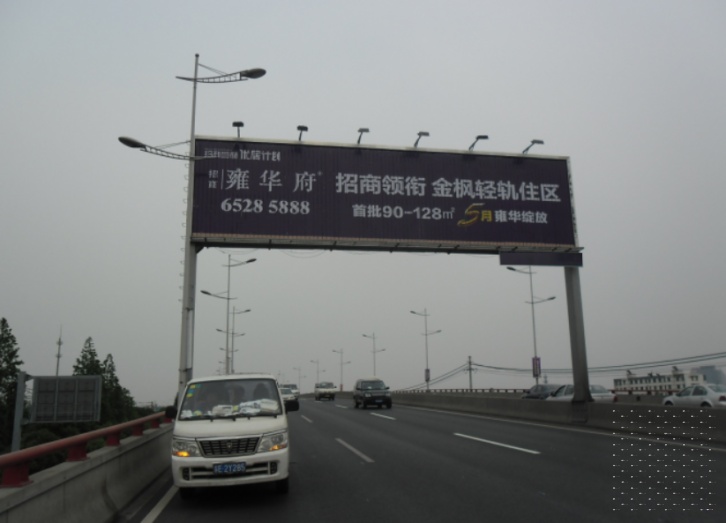 雍华府
6528 5888
招商领衔 金枫轻轨住区
首批90-128㎡ 5月 雍华绽放